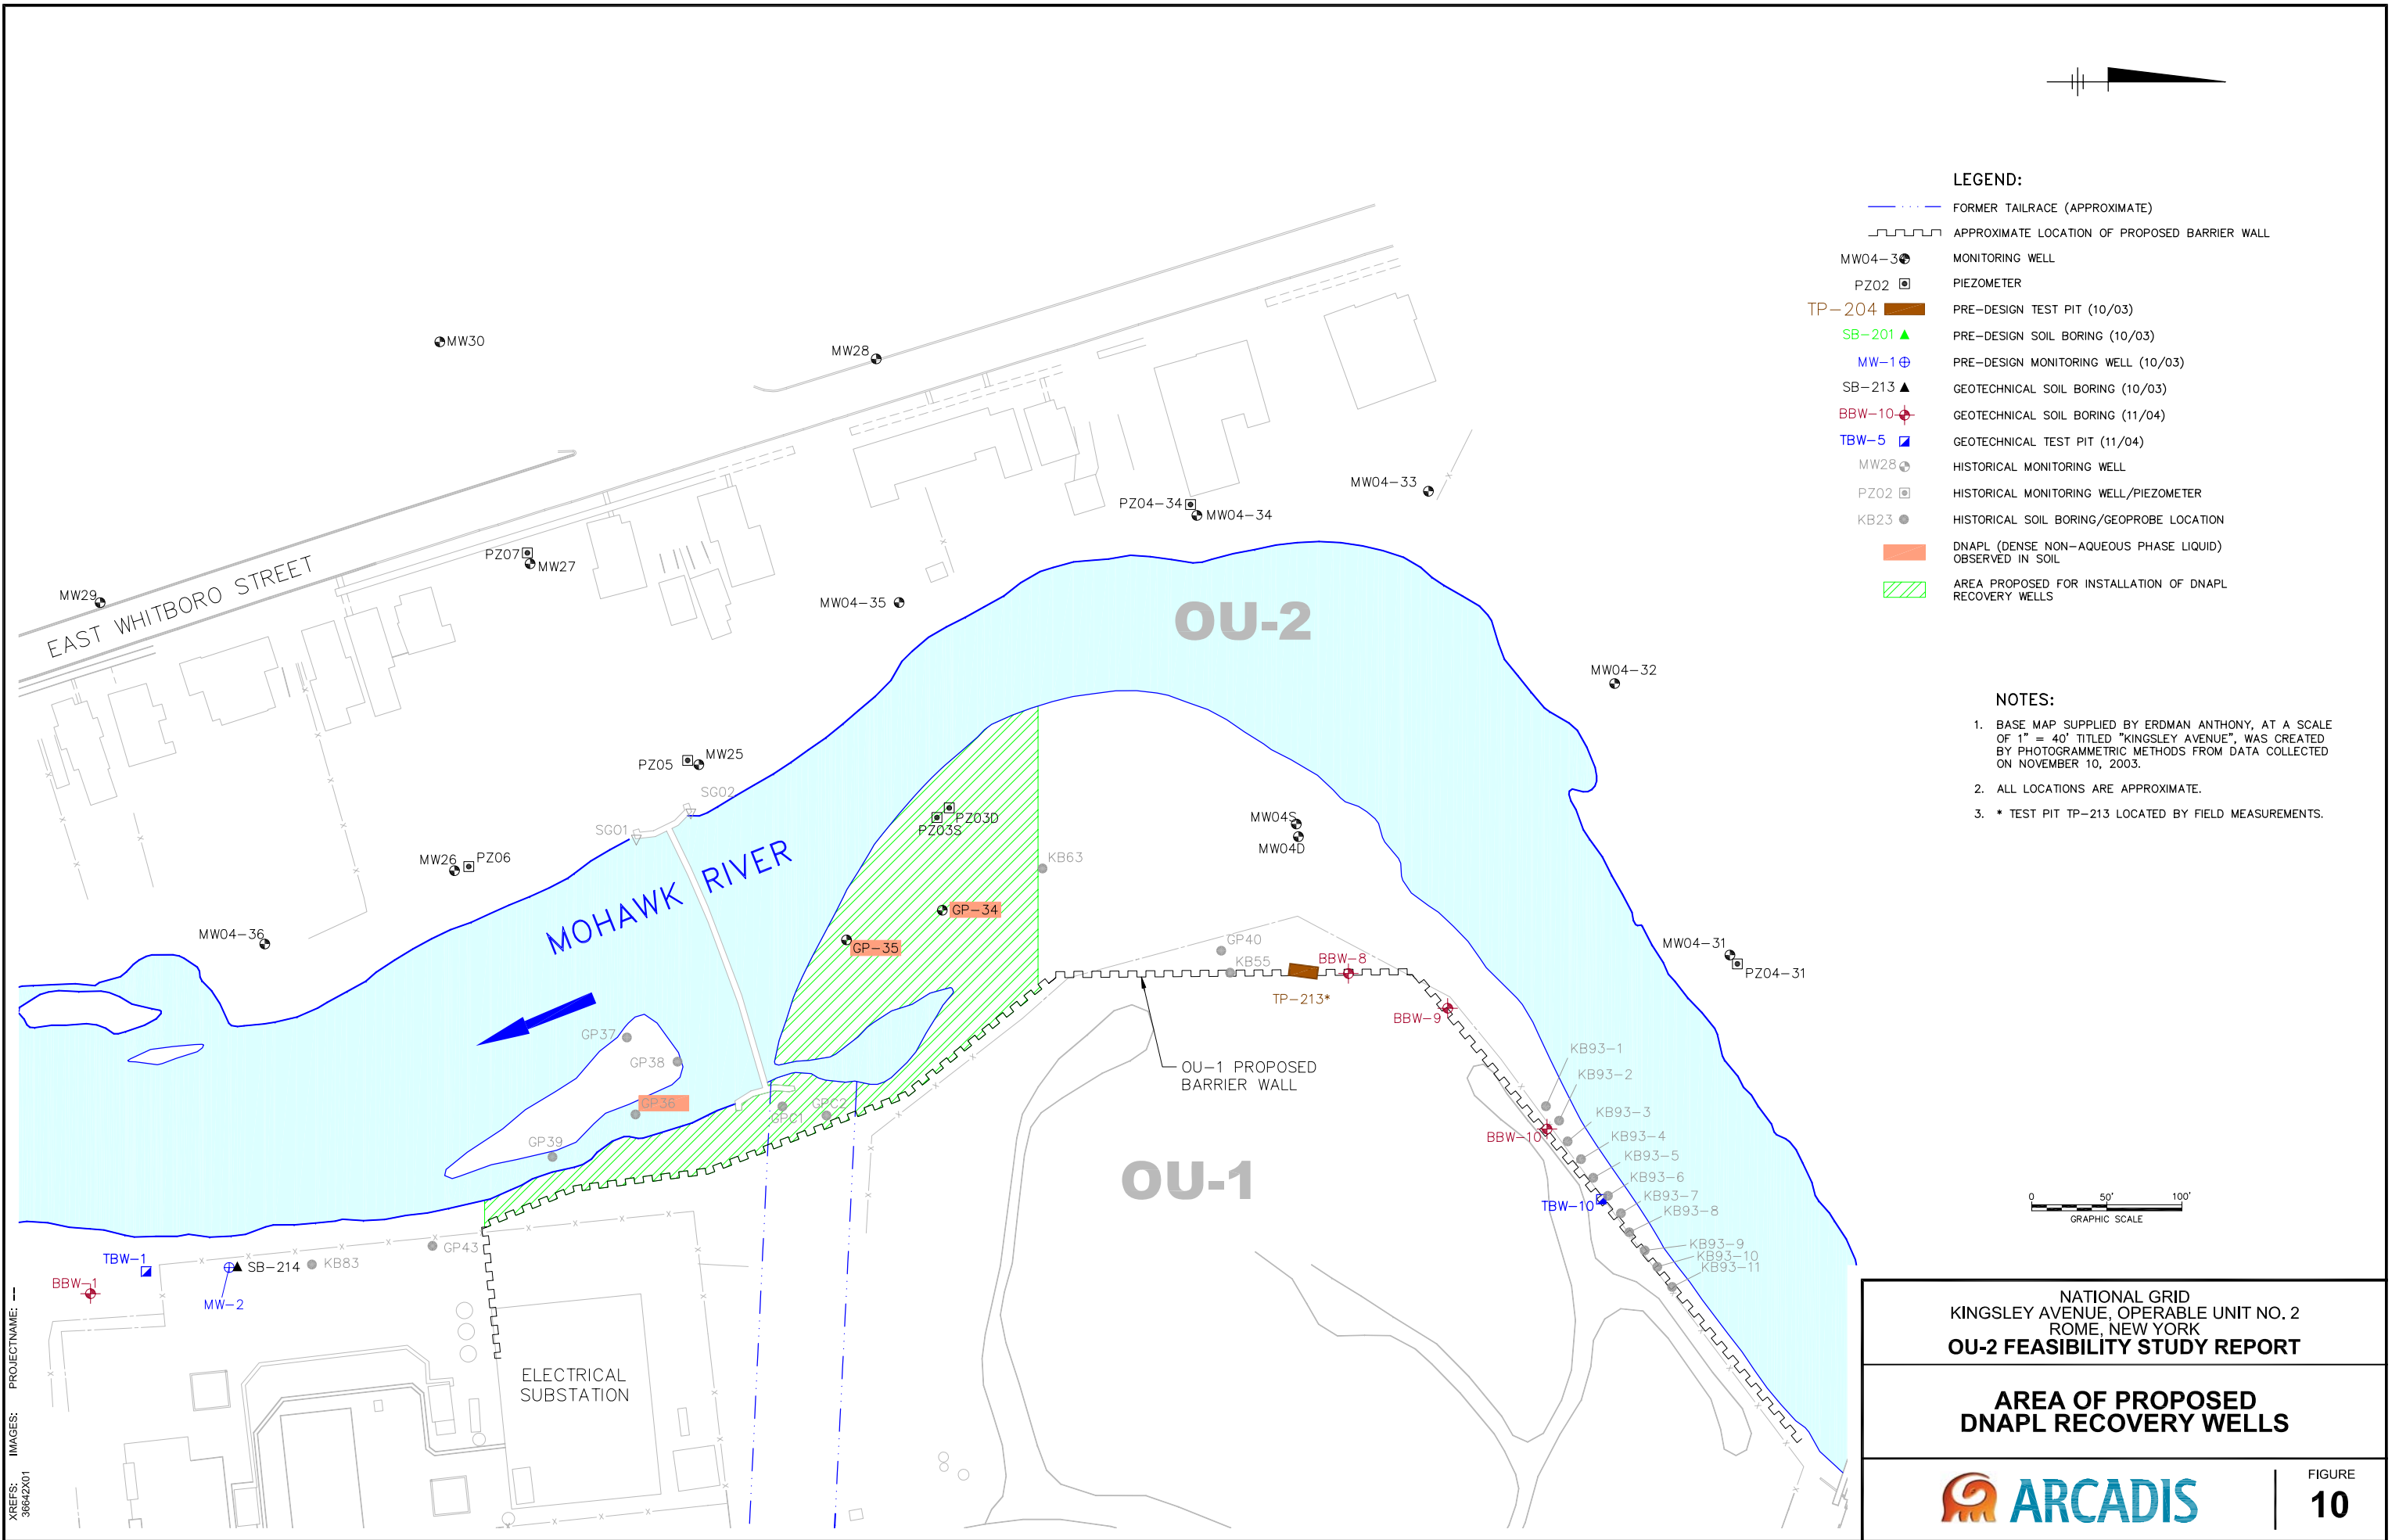 LEGEND:
FORMER TAILRACE (APPROXIMATE)
APPROXIMATE LOCATION OF PROPOSED BARRIER WALL
MW04-3 MONITORING WELL
PZ02 PIEZOMETER
TP-204 PRE-DESIGN TEST PIT (10/03)
SB-201 PRE-DESIGN SOIL BORING (10/03)
MW-1 PRE-DESIGN MONITORING WELL (10/03)
SB-213 GEOTECHNICAL SOIL BORING (10/03)
BBW-10 GEOTECHNICAL SOIL BORING (11/04)
TBW-5 GEOTECHNICAL TEST PIT (11/04)
MW28 HISTORICAL MONITORING WELL
PZ02 HISTORICAL MONITORING WELL/PIEZOMETER
KB23 HISTORICAL SOIL BORING/GEOPROBE LOCATION
DNAPL (DENSE NON-AQUEOUS PHASE LIQUID)
OBSERVED IN SOIL
AREA PROPOSED FOR INSTALLATION OF DNAPL
RECOVERY WELLS
NOTES:
1. BASE MAP SUPPLIED BY ERDMAN ANTHONY, AT A SCALE
OF 1" = 40' TITLED "KINGSLEY AVENUE", WAS CREATED
BY PHOTOGRAMMETRIC METHODS FROM DATA COLLECTED
ON NOVEMBER 10, 2003.
2. ALL LOCATIONS ARE APPROXIMATE.
3. * TEST PIT TP-213 LOCATED BY FIELD MEASUREMENTS.
MW30
MW28
MW04-33
PZ04-34
MW04-34
PZ07
MW27
EAST WHITBORO STREET
MW29
MW04-35
OU-2
MW04-32
PZ05
MW25
SG02
SG01
PZ03D
PZ03S
MW04S
MW04D
MW26
PZ06
MOHAWK RIVER
KB63
GP-34
GP-35
MW04-36
GP40
KB55
BBW-8
TP-213*
MW04-31
PZ04-31
BBW-9
GP37
GP38
GP36
GP39
GPC1
GPC2
OU-1 PROPOSED
BARRIER WALL
KB93-1
KB93-2
KB93-3
KB93-4
KB93-5
KB93-6
KB93-7
KB93-8
KB93-9
KB93-10
KB93-11
BBW-10
TBW-10
OU-1
0 50' 100'
GRAPHIC SCALE
GP43
KB83
TBW-1
SB-214
BBW-1
MW-2
ELECTRICAL
SUBSTATION
XREFS: IMAGES: PROJECTNAME: --
36642X01
NATIONAL GRID
KINGSLEY AVENUE, OPERABLE UNIT NO. 2
ROME, NEW YORK
OU-2 FEASIBILITY STUDY REPORT
AREA OF PROPOSED
DNAPL RECOVERY WELLS
ARCADIS
FIGURE
10